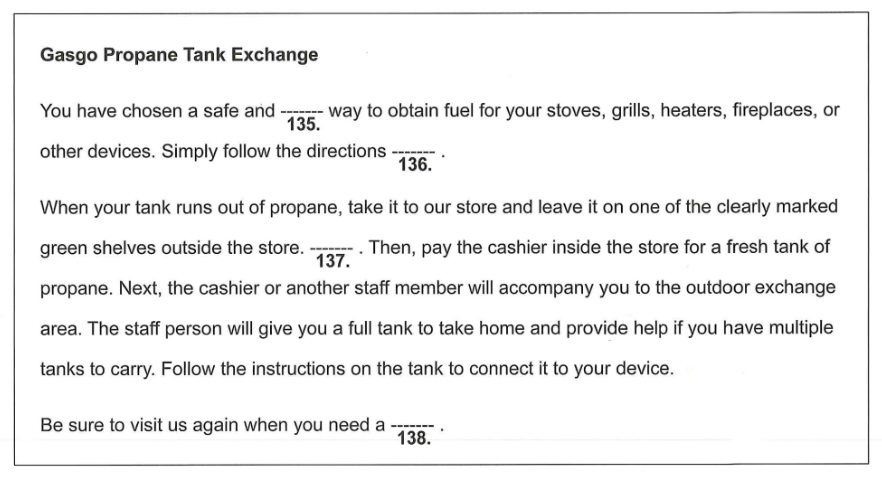 Gasgo Propane Tank Exchange
You have chosen a safe and ------- way to obtain fuel for your stoves, grills, heaters, fireplaces, or
135.
other devices. Simply follow the directions ------- .
136.
When your tank runs out of propane, take it to our store and leave it on one of the clearly marked
green shelves outside the store. ------- . Then, pay the cashier inside the store for a fresh tank of
137.
propane. Next, the cashier or another staff member will accompany you to the outdoor exchange
area. The staff person will give you a full tank to take home and provide help if you have multiple
tanks to carry. Follow the instructions on the tank to connect it to your device.
Be sure to visit us again when you need a ------- .
138.